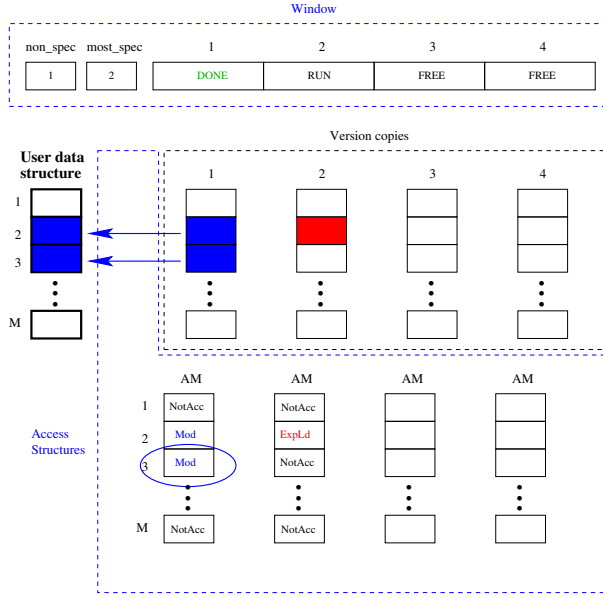 Window
non_spec most_spec 1 2 3 4
1 2 DONE RUN FREE FREE
Version copies
User data
structure
1 2 3 4
1
2
3
M
AM AM AM AM
1 NotAcc NotAcc
2 Mod ExpLd
3 Mod NotAcc
M NotAcc NotAcc
Access
Structures